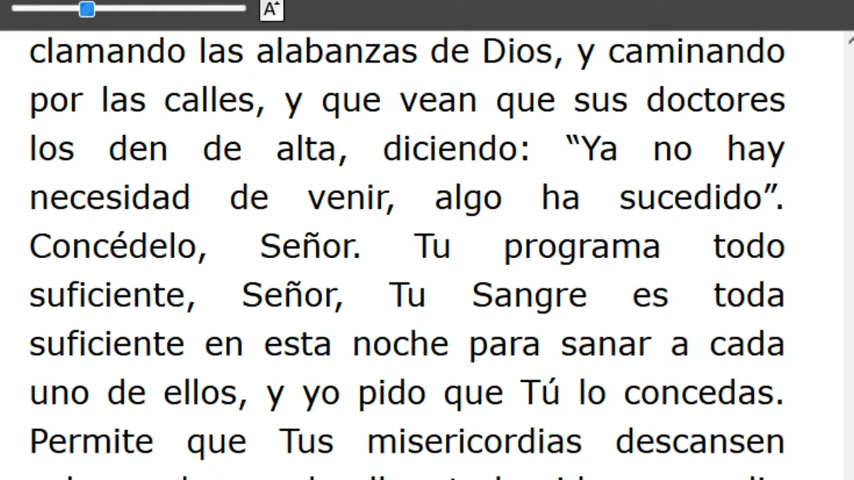 A
clamando las alabanzas de Dios, y caminando
por las calles, y que vean que sus doctores
los den de alta, diciendo: “Ya no hay
necesidad de venir, algo ha sucedido”.
Concédelo, Señor. Tu programa todo
suficiente, Señor, Tu Sangre es toda
suficiente en esta noche para sanar a cada
uno de ellos, y yo pido que Tú lo concedas.
Permite que Tus misericordias descansen